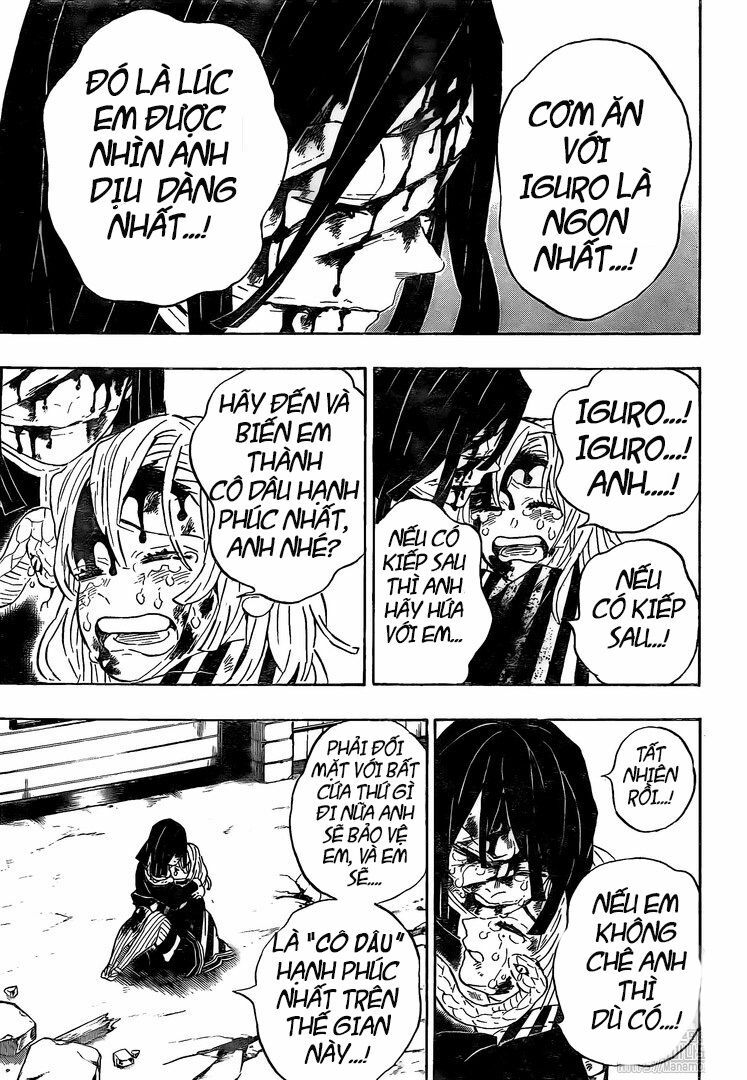 CƠM ĂN
VỚI
IGURO LÀ
NGON
NHẤT...!
ĐÓ LÀ LÚC
EM ĐƯỢC
NHÌN ANH
DỊU DÀNG
NHẤT...!
IGURO...!
IGURO...!
ANH.....!
NẾU
CÓ KIẾP
SAU...!
NẾU CÓ
KIẾP SAU
THÌ ANH
HÃY HỨA
VỚI EM...
HÃY ĐẾN VÀ
BIẾN EM
THÀNH
CÔ DÂU HẠNH
PHÚC NHẤT,
ANH NHÉ?
TẤT
NHIÊN
RỒI...!
NẾU EM
KHÔNG
CHÊ ANH
THÌ
DÙ CÓ...!
PHẢI ĐỐI
MẶT VỚI BẤT
CỨA THỨ GÌ
ĐI NỮA ANH
SẼ BẢO VỆ
EM, VÀ EM
SẼ....
LÀ "CÔ DÂU"
HẠNH PHÚC
NHẤT TRÊN
THẾ GIAN
NÀY...!